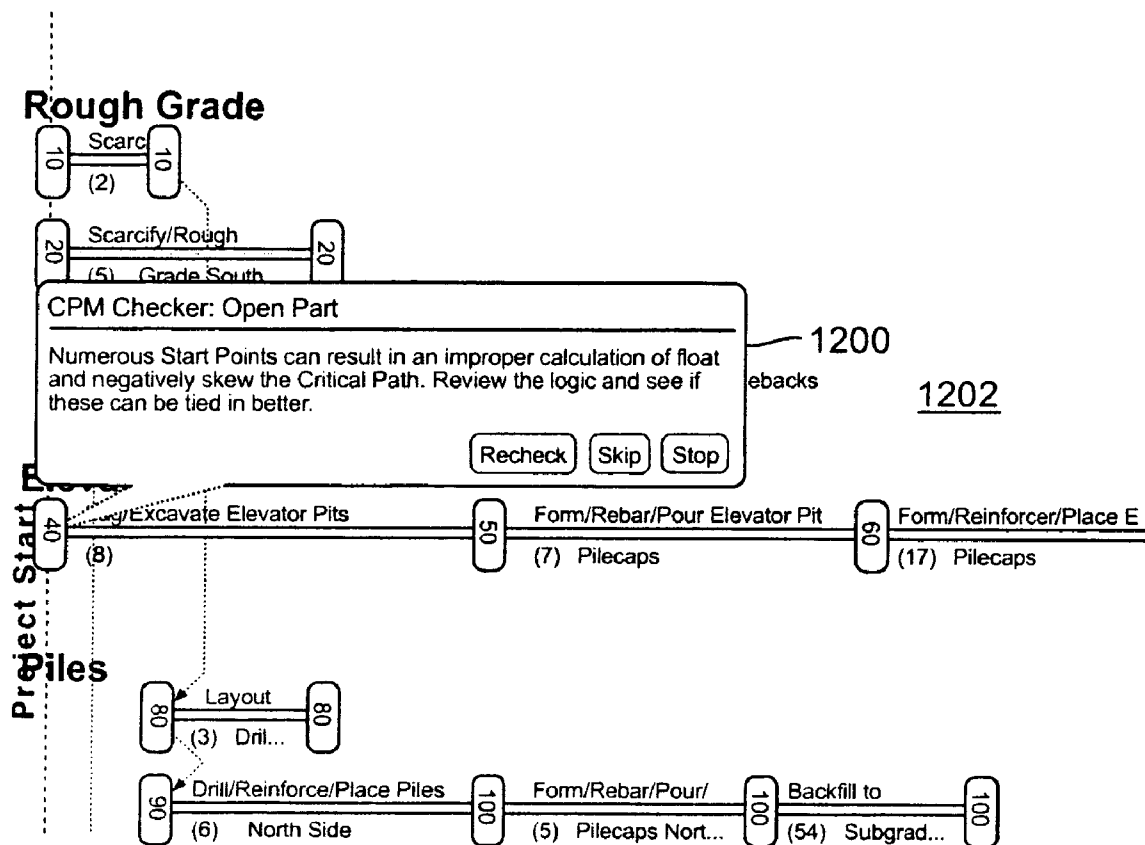 Rough Grade
Scarc
10
10
(2)
Scarcify/Rough
20
20
(5) Grade South
CPM Checker: Open Part
Numerous Start Points can result in an improper calculation of float
and negatively skew the Critical Path. Review the logic and see if
these can be tied in better.
Recheck Skip Stop
1200
ebacks
1202
/Excavate Elevator Pits
40
(8)
50
Form/Rebar/Pour Elevator Pit
(7) Pilecaps
60
Form/Reinforcer/Place E
(17) Pilecaps
Project Start
Piles
Layout
80
80
(3) Dril...
Drill/Reinforce/Place Piles
90
(6) North Side
100
Form/Rebar/Pour/
(5) Pilecaps Nort...
100
Backfill to
(54) Subgrad...
100